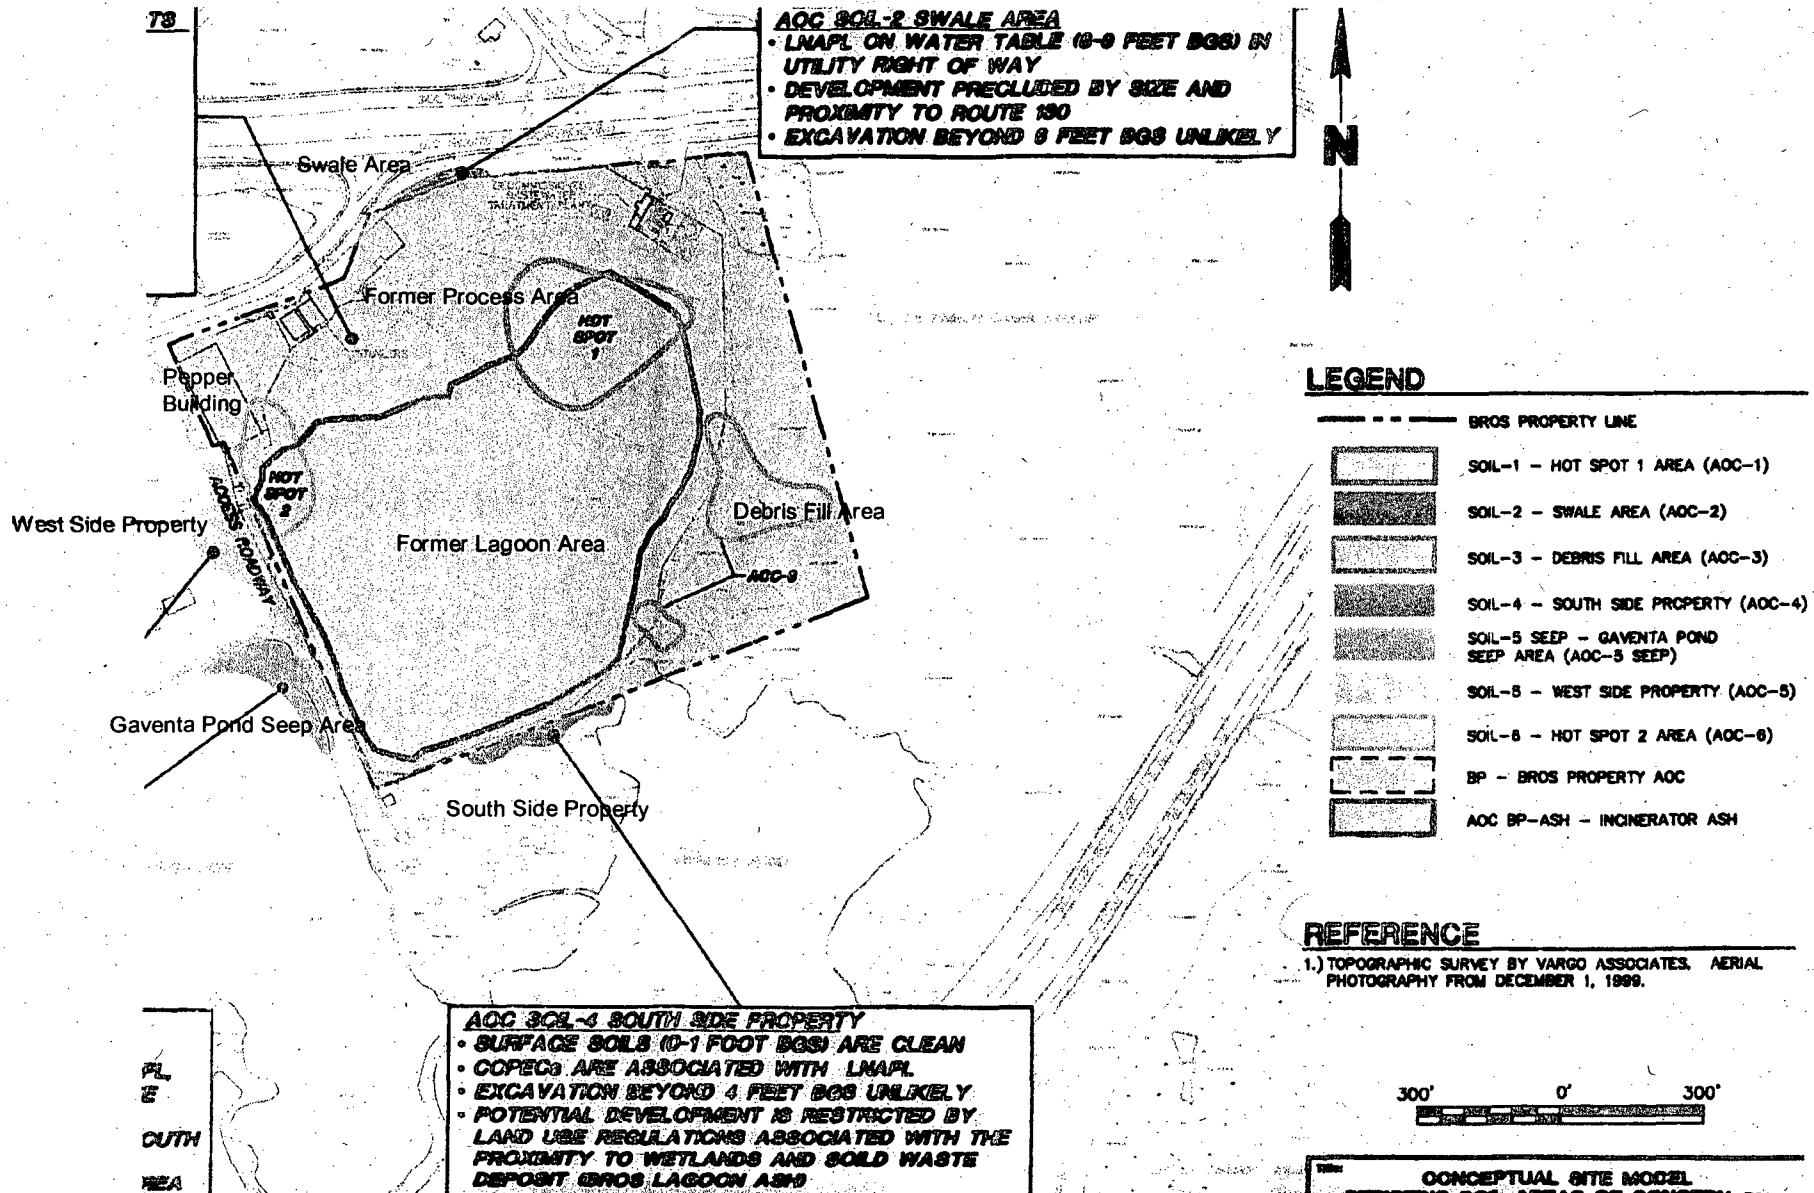 TS
AOC SOIL-2 SWALE AREA
• LNAPL ON WATER TABLE FEET BGS) IN
UTILITY RIGHT OF WAY
• DEVELOPMENT PRECLUDED BY SIZE AND
PROXIMITY TO ROUTE 130
• EXCAVATION BEYOND FEET BGS UNLIKELY
N
Swale Area
Former Process Area
HOT
SPOT
1
TRAILERS
Pepper
Building
HOT
SPOT
2
ACCESS ROADWAY
West Side Property
Former Lagoon Area
Debris Fill Area
AOC-3
Gaventa Pond Seep Area
South Side Property
LEGEND
BROS PROPERTY LINE
SOIL-1 - HOT SPOT 1 AREA (AOC-1)
SOIL-2 - SWALE AREA (AOC-2)
SOIL-3 - DEBRIS FILL AREA (AOC-3)
SOIL-4 - SOUTH SIDE PROPERTY (AOC-4)
SOIL-5 SEEP - GAVENTA POND
SEEP AREA (AOC-5 SEEP)
SOIL-5 - WEST SIDE PROPERTY (AOC-5)
SOIL-6 - HOT SPOT 2 AREA (AOC-6)
BP - BROS PROPERTY AOC
AOC BP-ASH - INCINERATOR ASH
REFERENCE
1.) TOPOGRAPHIC SURVEY BY VARGO ASSOCIATES. AERIAL
PHOTOGRAPHY FROM DECEMBER 1, 1999.
300' 0' 300'
AOC SOIL-4 SOUTH SIDE PROPERTY
• SURFACE SOILS (0-1 FOOT BGS) ARE CLEAN
• COPECs ARE ASSOCIATED WITH LNAPL
• EXCAVATION BEYOND 4 FEET BGS UNLIKELY
• POTENTIAL DEVELOPMENT IS RESTRICTED BY
LAND USE REGULATIONS ASSOCIATED WITH THE
PROXIMITY TO WETLANDS AND SOILD WASTE
DEPOSIT (BROS LAGOON ASH)
PL,
E
OUTH
REA
Title:
CONCEPTUAL SITE MODEL